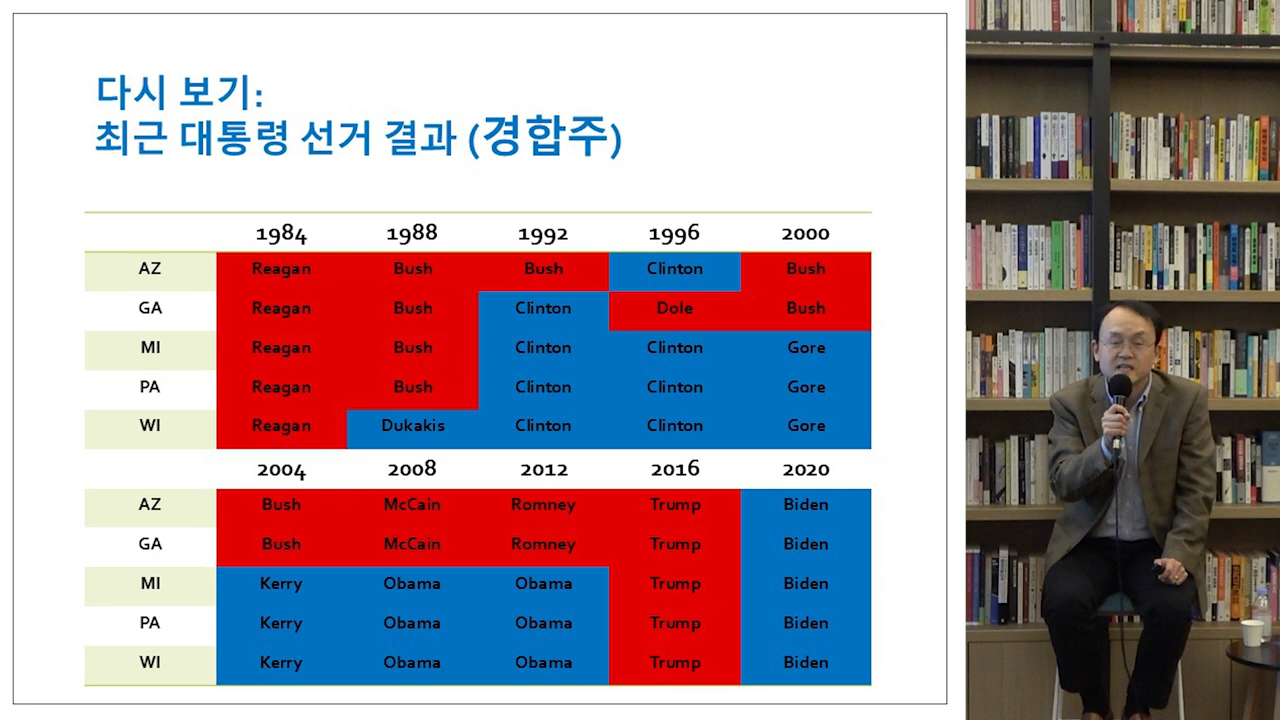 다시 보기:
최근 대통령 선거 결과 (경합주)
1984 1988 1992 1996 2000
AZ Reagan Bush Bush Clinton Bush
GA Reagan Bush Clinton Dole Bush
MI Reagan Bush Clinton Clinton Gore
PA Reagan Bush Clinton Clinton Gore
WI Reagan Dukakis Clinton Clinton Gore
2004 2008 2012 2016 2020
AZ Bush McCain Romney Trump Biden
GA Bush McCain Romney Trump Biden
MI Kerry Obama Obama Trump Biden
PA Kerry Obama Obama Trump Biden
WI Kerry Obama Obama Trump Biden